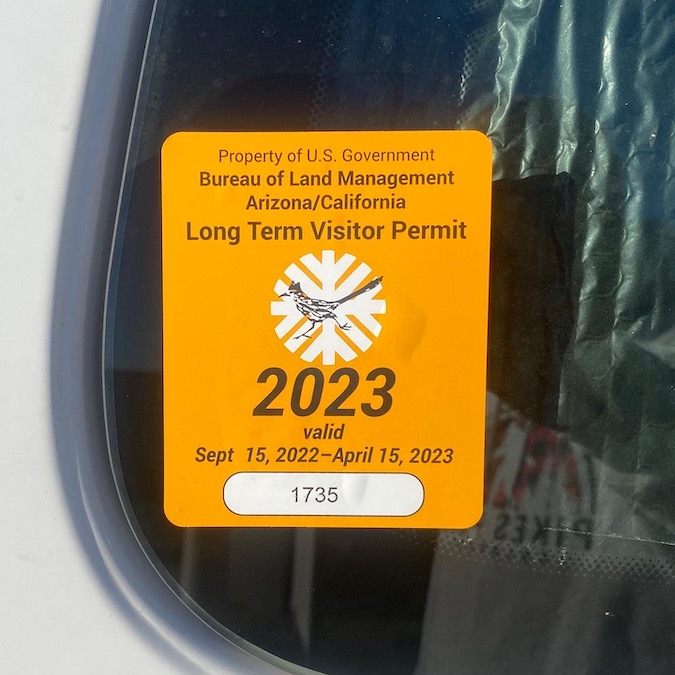 Property of U.S. Government
Bureau of Land Management
Arizona/California
Long Term Visitor Permit
2023
valid
Sept 15, 2022–April 15, 2023
1735